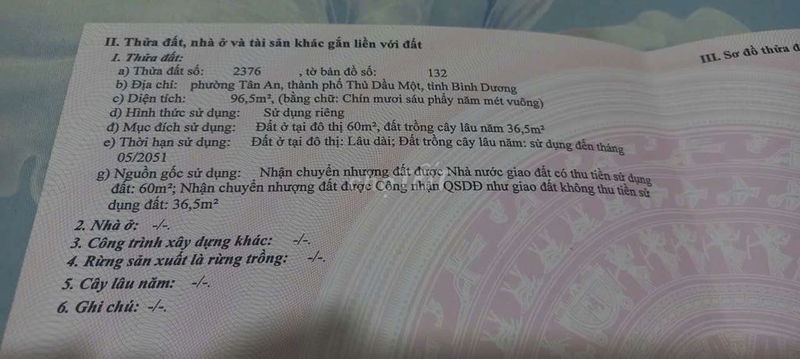 II. Thửa đất, nhà ở và tài sản khác gắn liền với đất
III. Sơ đồ thửa đ
1. Thửa đất:
a) Thửa đất số: 2376 , tờ bản đồ số: 132
b) Địa chỉ: phường Tân An, thành phố Thủ Dầu Một, tỉnh Bình Dương
c) Diện tích: 96,5m², (bằng chữ: Chín mươi sáu phẩy năm mét vuông)
d) Hình thức sử dụng: Sử dụng riêng
đ) Mục đích sử dụng: Đất ở tại đô thị 60m², đất trồng cây lâu năm 36,5m²
e) Thời hạn sử dụng: Đất ở tại đô thị: Lâu dài; Đất trồng cây lâu năm: sử dụng đến tháng
05/2051
g) Nguồn gốc sử dụng: Nhận chuyển nhượng đất được Nhà nước giao đất có thu tiền sử dụng
đất: 60m²; Nhận chuyển nhượng đất được Công nhận QSDĐ như giao đất không thu tiền sử
dụng đất: 36,5m²
2. Nhà ở: -/-.
3. Công trình xây dựng khác: -/-.
4. Rừng sản xuất là rừng trồng: -/-.
5. Cây lâu năm: -/-.
6. Ghi chú: -/-.